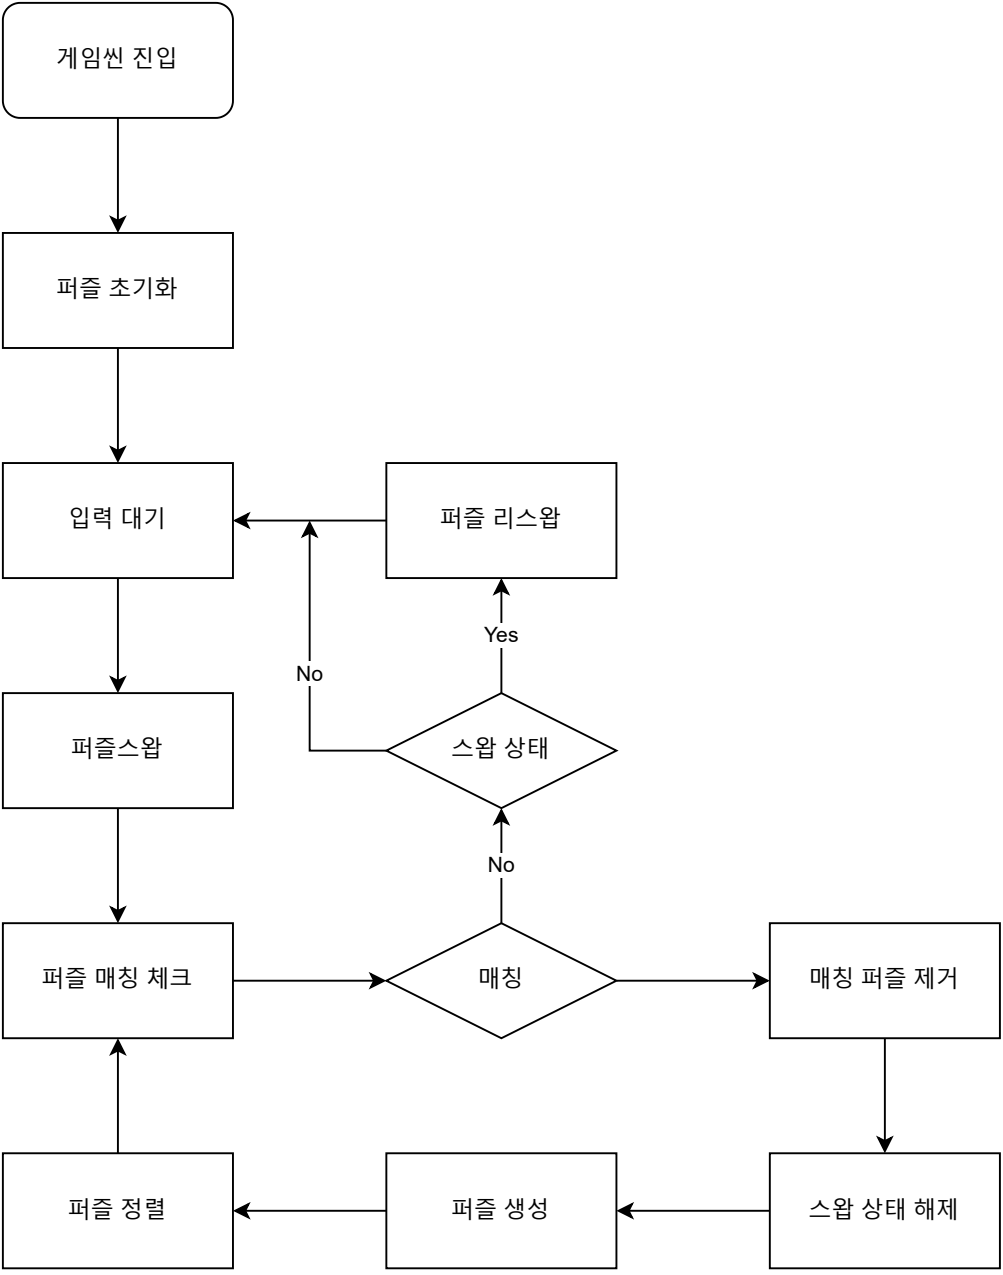 게임씬 진입
퍼즐 초기화
입력 대기
퍼즐 리스왑
Yes
No
퍼즐스왑
스왑 상태
No
퍼즐 매칭 체크
매칭
매칭 퍼즐 제거
퍼즐 정렬
퍼즐 생성
스왑 상태 해제